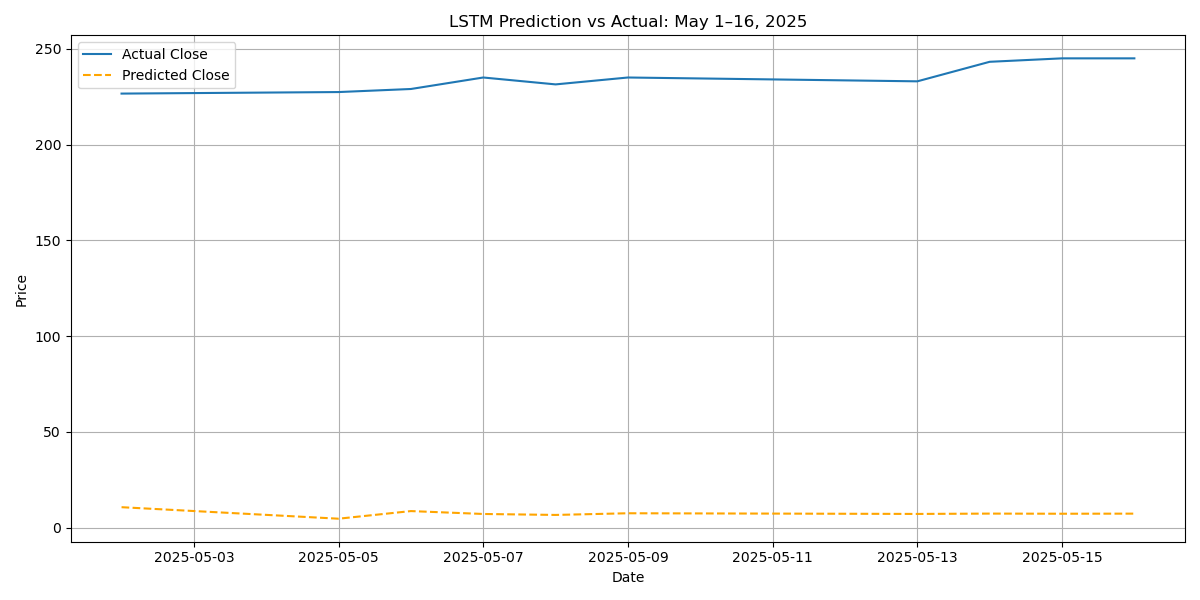 LSTM Prediction vs Actual: May 1–16, 2025
Actual Close
Predicted Close
250
200
150
100
50
0
Price
2025-05-03 2025-05-05 2025-05-07 2025-05-09 2025-05-11 2025-05-13 2025-05-15
Date